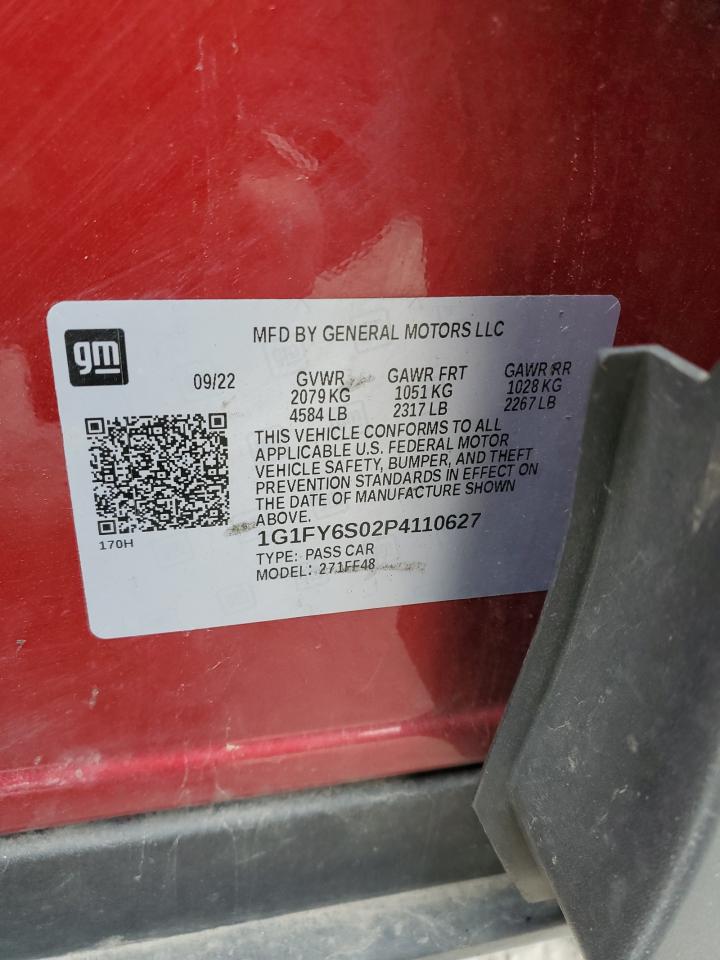 MFD BY GENERAL MOTORS LLC
gm
09/22
GVWR GAWR FRT GAWR RR
2079 KG 1051 KG 1028 KG
4584 LB 2317 LB 2267 LB
THIS VEHICLE CONFORMS TO ALL
APPLICABLE U.S. FEDERAL MOTOR
VEHICLE SAFETY, BUMPER, AND THEFT
PREVENTION STANDARDS IN EFFECT ON
THE DATE OF MANUFACTURE SHOWN
ABOVE.
170H
1G1FY6S02P4110627
TYPE: PASS CAR
MODEL: 271FF48